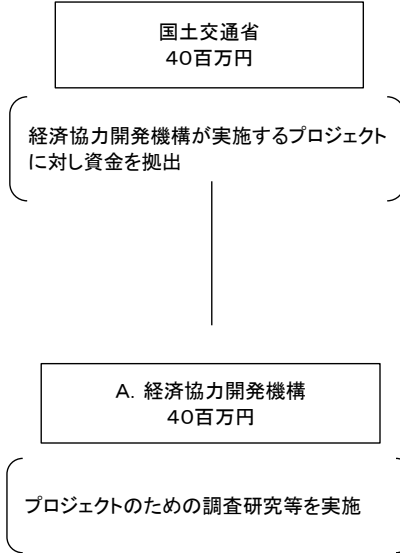 国土交通省
40百万円
経済協力開発機構が実施するプロジェクト
に対し資金を拠出
A. 経済協力開発機構
40百万円
プロジェクトのための調査研究等を実施